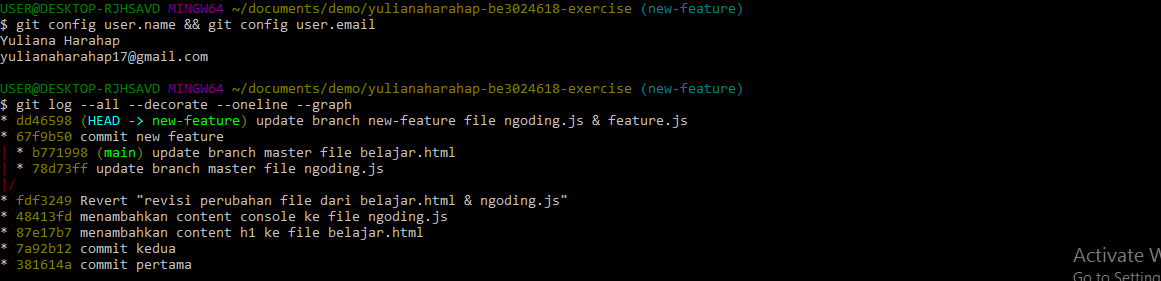 USER@DESKTOP-RJHSAVD MINGW64 ~/documents/demo/yulianaharahap-be3024618-exercise (new-feature)
$ git config user.name && git config user.email
Yuliana Harahap
yulianaharahap17@gmail.com
USER@DESKTOP-RJHSAVD MINGW64 ~/documents/demo/yulianaharahap-be3024618-exercise (new-feature)
$ git log --all --decorate --oneline --graph
* dd46598 (HEAD -> new-feature) update branch new-feature file ngoding.js & feature.js
* 67f9b50 commit new feature
| * b771998 (main) update branch master file belajar.html
| * 78d73ff update branch master file ngoding.js
|/
* fdf3249 Revert "revisi perubahan file dari belajar.html & ngoding.js"
* 48413fd menambahkan content console ke file ngoding.js
* 87e17b7 menambahkan content h1 ke file belajar.html
* 7a92b12 commit kedua
* 381614a commit pertama
Activate W
Go to Setting